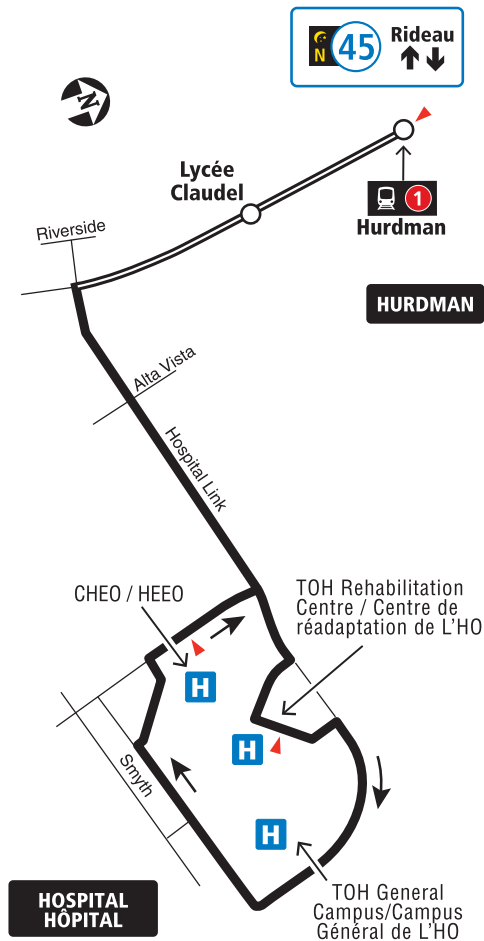 N
45
Rideau
N
Lycée
Claudel
1
Hurdman
Riverside
HURDMAN
Alta Vista
Hospital Link
CHEO / HEEO
TOH Rehabilitation
Centre / Centre de
réadaptation de L'HO
H
H
Smyth
H
TOH General
Campus/Campus
Général de L'HO
HOSPITAL
HÔPITAL